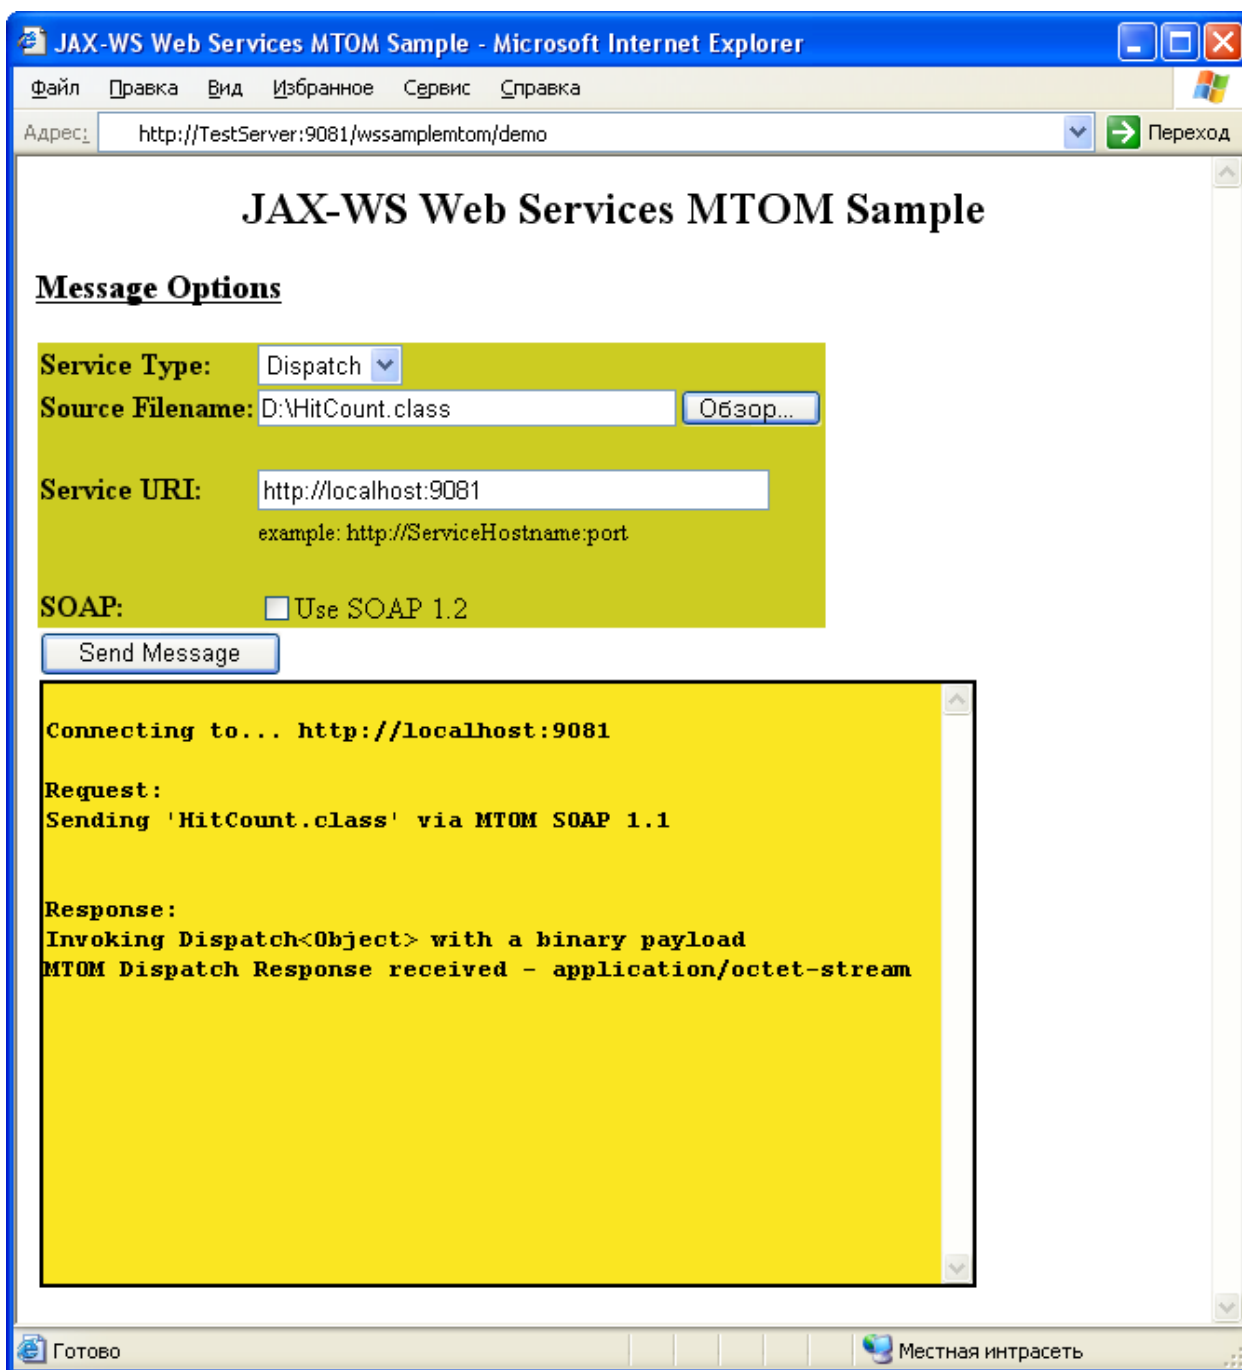 JAX-WS Web Services MTOM Sample - Microsoft Internet Explorer
Файл Правка Вид Избранное Сервис Справка
Адрес: http://TestServer:9081/wssamplemtom/demo Переход
JAX-WS Web Services MTOM Sample
Message Options
Service Type: Dispatch
Source Filename: D:\HitCount.class Обзор...
Service URI: http://localhost:9081
example: http://ServiceHostname:port
SOAP: Use SOAP 1.2
Send Message
Connecting to... http://localhost:9081
Request:
Sending 'HitCount.class' via MTOM SOAP 1.1
Response:
Invoking Dispatch<Object> with a binary payload
MTOM Dispatch Response received - application/octet-stream
Готово Местная интрасеть